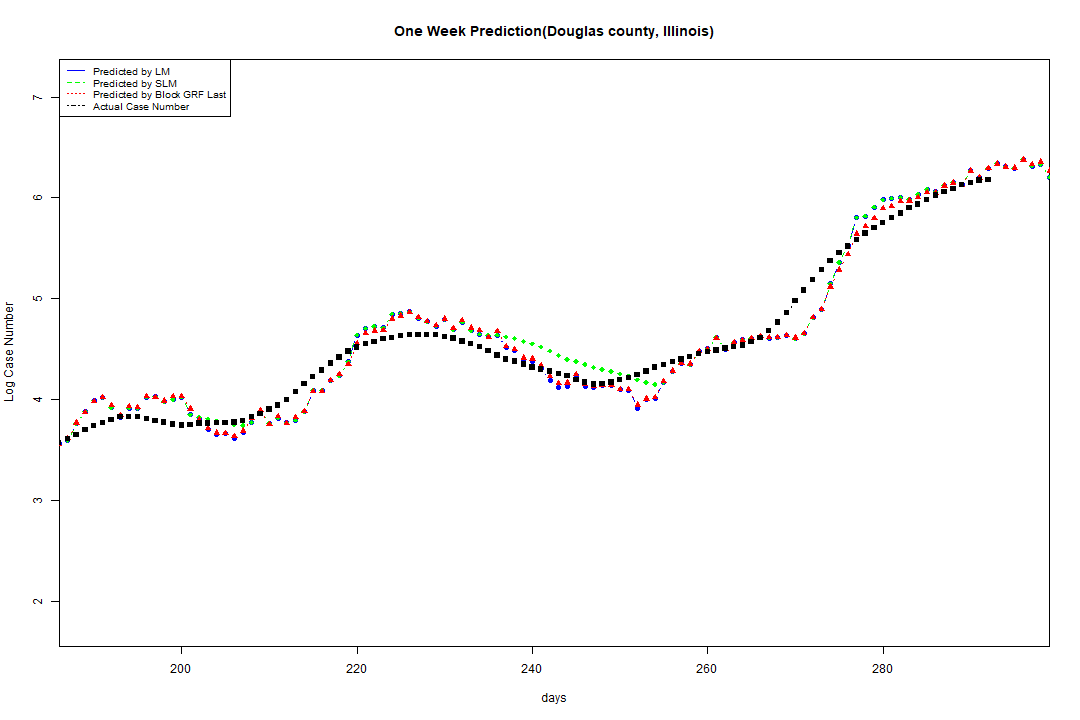 One Week Prediction(Douglas county, Illinois)
Predicted by LM
Predicted by SLM
Predicted by Block GRF Last
Actual Case Number
7
6
5
4
3
2
Log Case Number
200 220 240 260 280
days